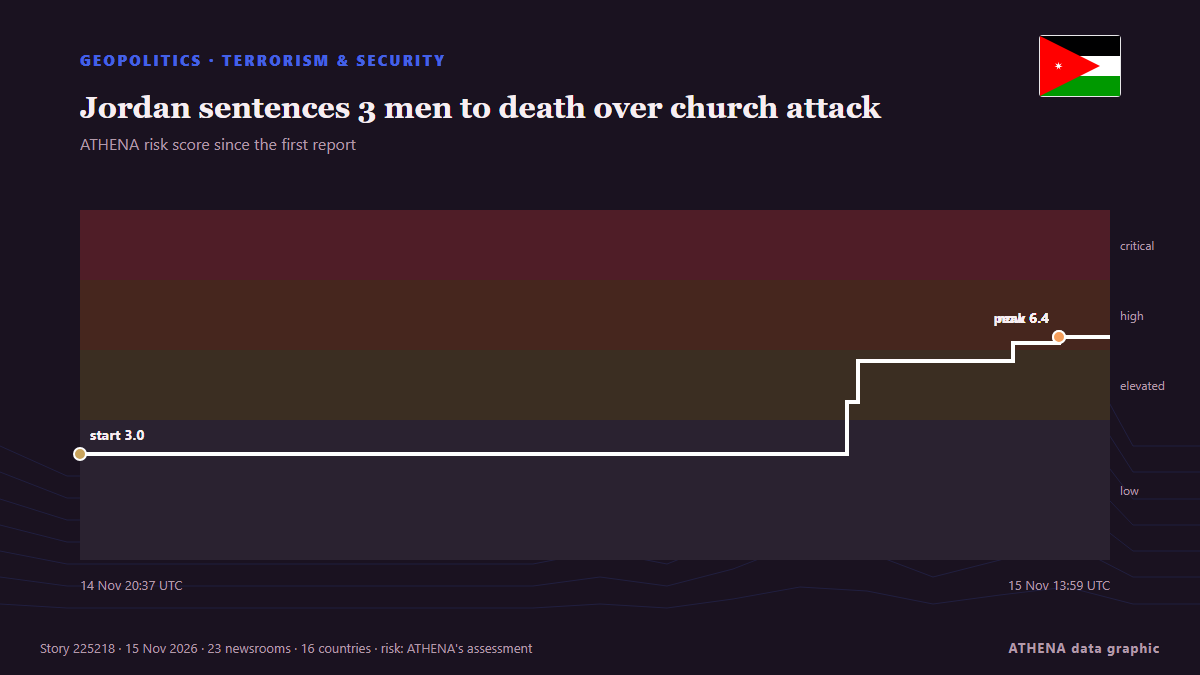 GEOPOLITICS · TERRORISM & SECURITY
Jordan sentences 3 men to death over church attack
ATHENA risk score since the first report
critical
high
elevated
low
6.4
start 3.0
14 Nov 20:37 UTC
15 Nov 13:59 UTC
Story 225218 · 15 Nov 2026 · 23 newsrooms · 16 countries · risk: ATHENA's assessment
ATHENA data graphic